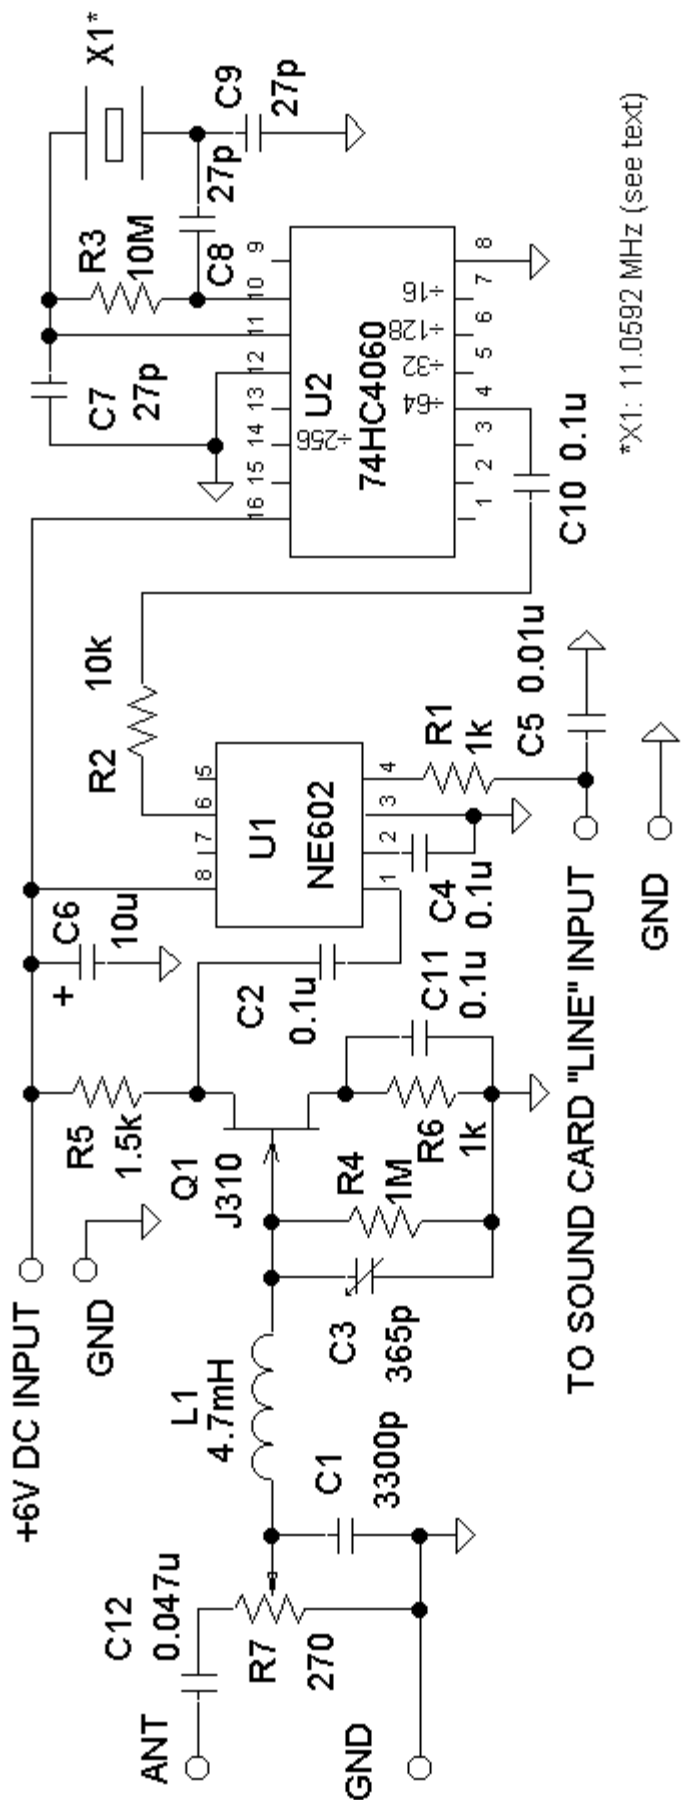 +6V DC INPUT
GND
R5
1.5k
C6
+
10u
R2
10k
C7
27p
R3
10M
X1*
C8
27p
C9
27p
16
15
14
13
12
11
10
9
÷256
U2
74HC4060
÷64
÷32
÷128
÷16
1
2
3
4
5
6
7
8
C10 0.1u
8
7
6
5
U1
NE602
1
2
3
4
C2
0.1u
C4
0.1u
R1
1k
C5 0.01u
Q1
J310
R4
1M
R6
1k
C11
0.1u
ANT
C12
0.047u
R7
270
GND
C1
3300p
L1
4.7mH
C3
365p
TO SOUND CARD "LINE" INPUT
GND
*X1: 11.0592 MHz (see text)